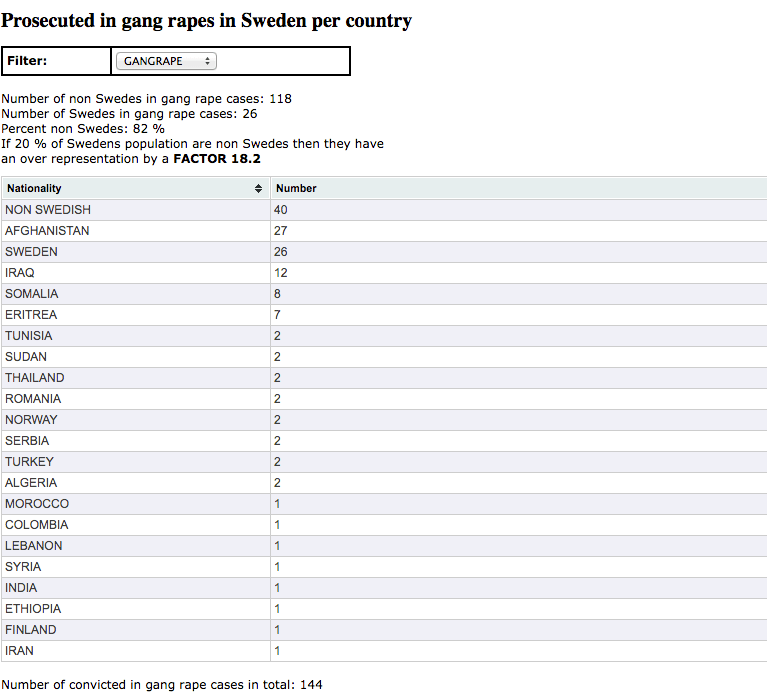 Prosecuted in gang rapes in Sweden per country
Filter: GANGRAPE
Number of non Swedes in gang rape cases: 118
Number of Swedes in gang rape cases: 26
Percent non Swedes: 82 %
If 20 % of Swedens population are non Swedes then they have
an over representation by a FACTOR 18.2
Nationality Number
NON SWEDISH 40
AFGHANISTAN 27
SWEDEN 26
IRAQ 12
SOMALIA 8
ERITREA 7
TUNISIA 2
SUDAN 2
THAILAND 2
ROMANIA 2
NORWAY 2
SERBIA 2
TURKEY 2
ALGERIA 2
MOROCCO 1
COLOMBIA 1
LEBANON 1
SYRIA 1
INDIA 1
ETHIOPIA 1
FINLAND 1
IRAN 1
Number of convicted in gang rape cases in total: 144